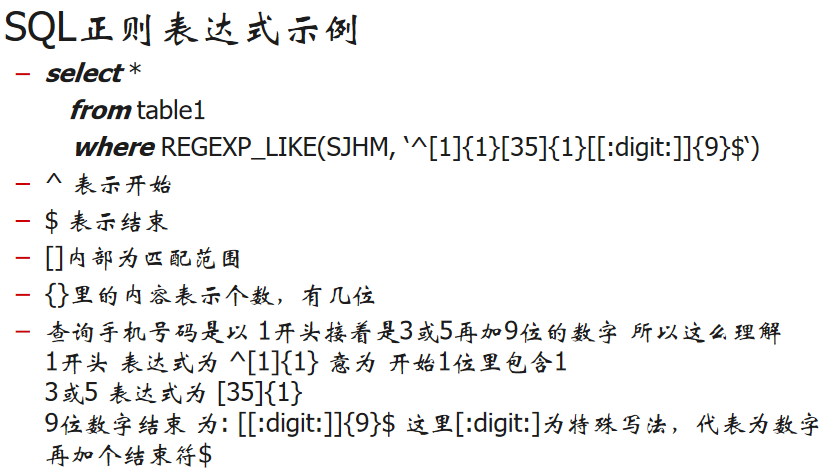 SQL正则表达式示例
– select *
from table1
where REGEXP_LIKE(SJHM, ‘^[1]{1}[35]{1}[[:digit:]]{9}$‘)
– ^ 表示开始
– $ 表示结束
– []内部为匹配范围
– {}里的内容表示个数，有几位
– 查询手机号码是以 1开头接着是3或5再加9位的数字 所以这么理解
1开头 表达式为 ^[1]{1} 意为 开始1位里包含1
3或5 表达式为 [35]{1}
9位数字结束 为: [[:digit:]]{9}$ 这里[:digit:]为特殊写法，代表为数字
再加个结束符$